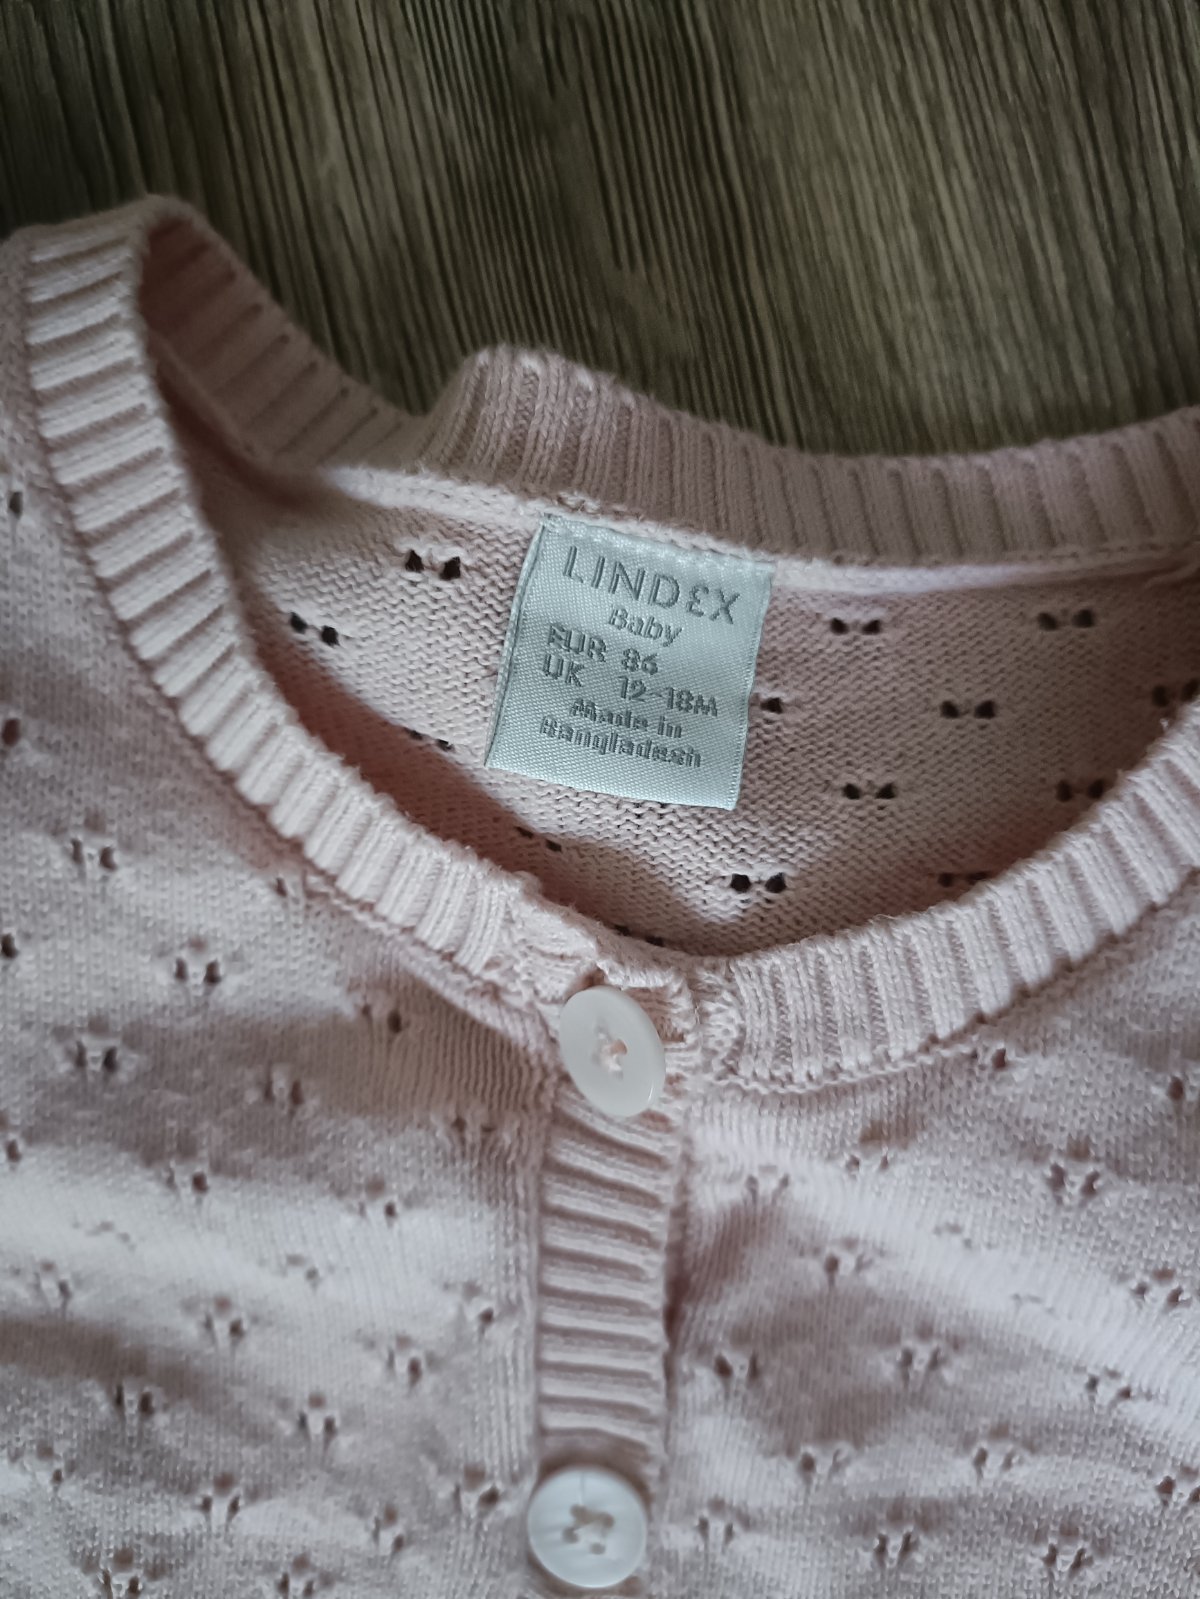 LINDEX
Baby
EUR 86
UK 12-18M
Made in
Bangladesh